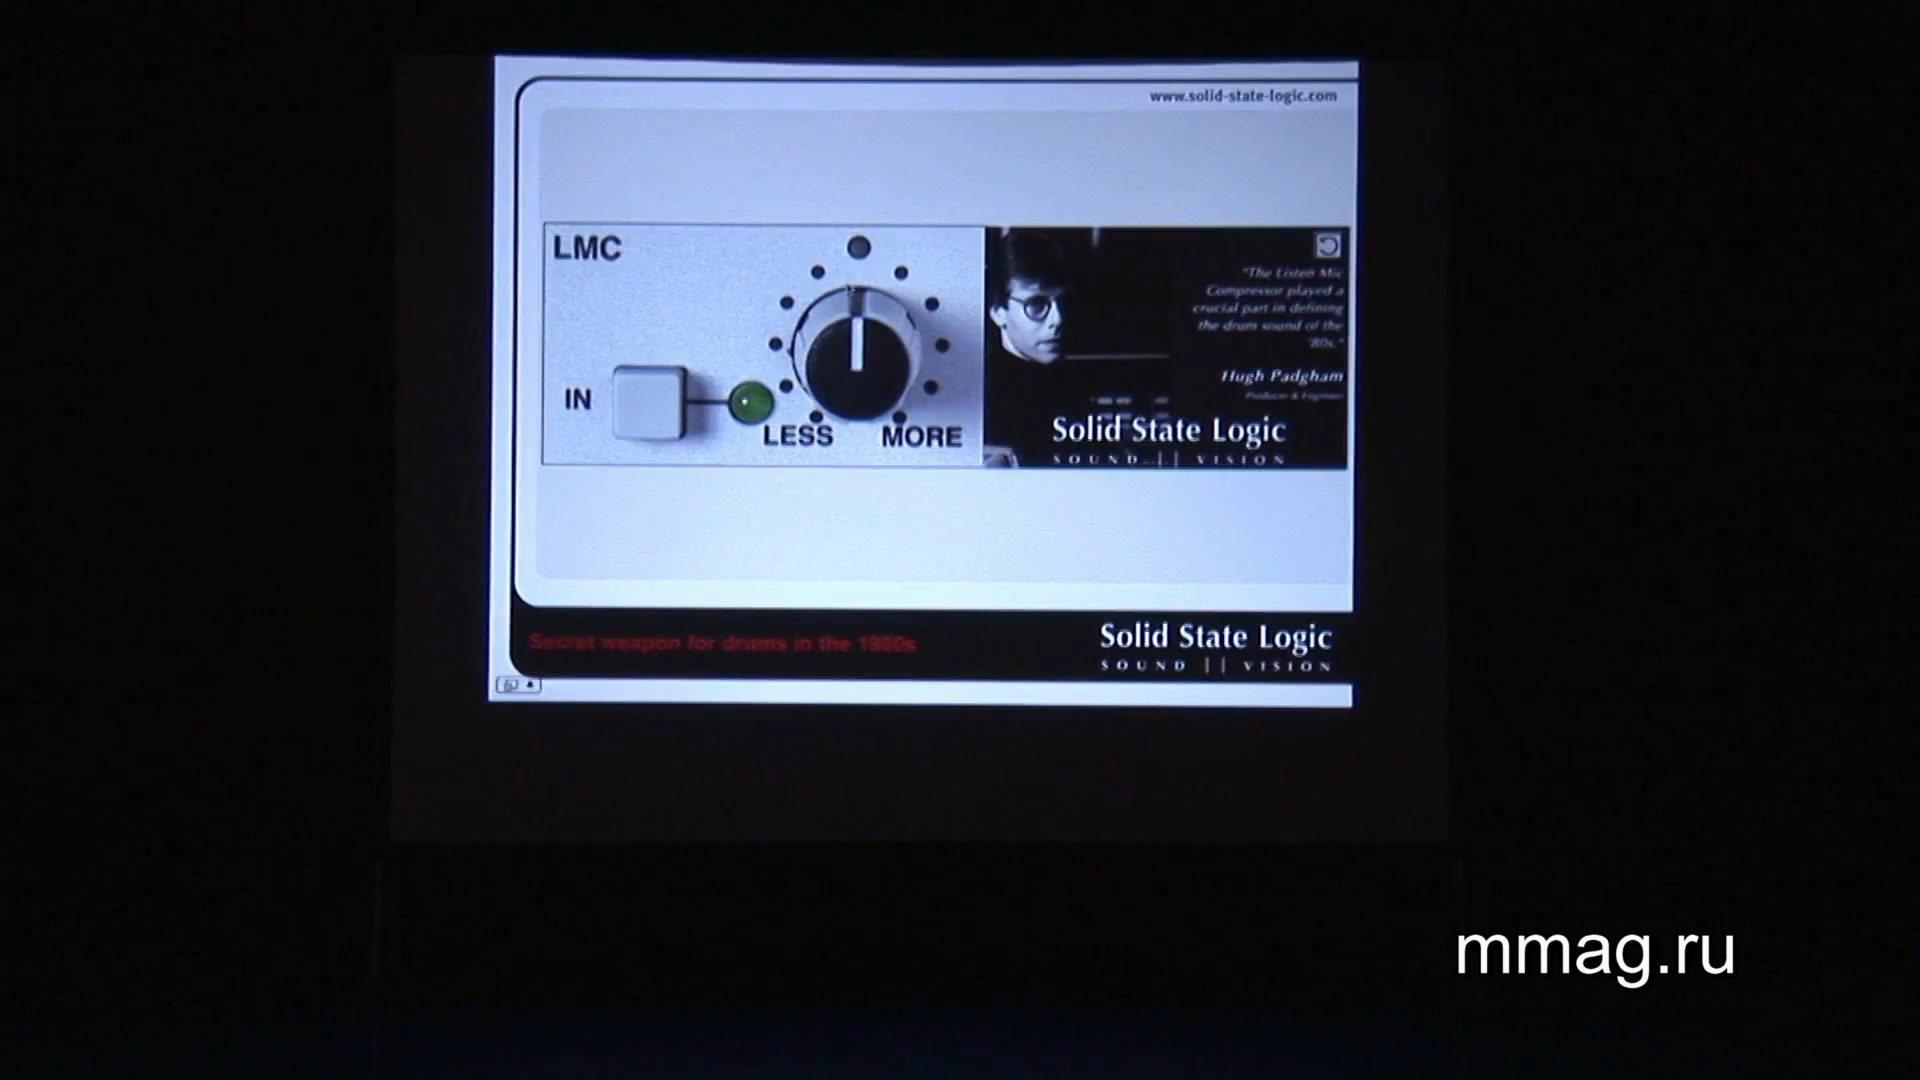 www.solid-state-logic.com
LMC
IN
LESS
MORE
"The Listen Mic
Compressor played a
crucial part in defining
the drum sound of the
'80s."
Hugh Padgham
Producer & Engineer
Solid State Logic
SOUND || VISION
Secret weapon for drums in the 1980s
Solid State Logic
SOUND || VISION
mmag.ru